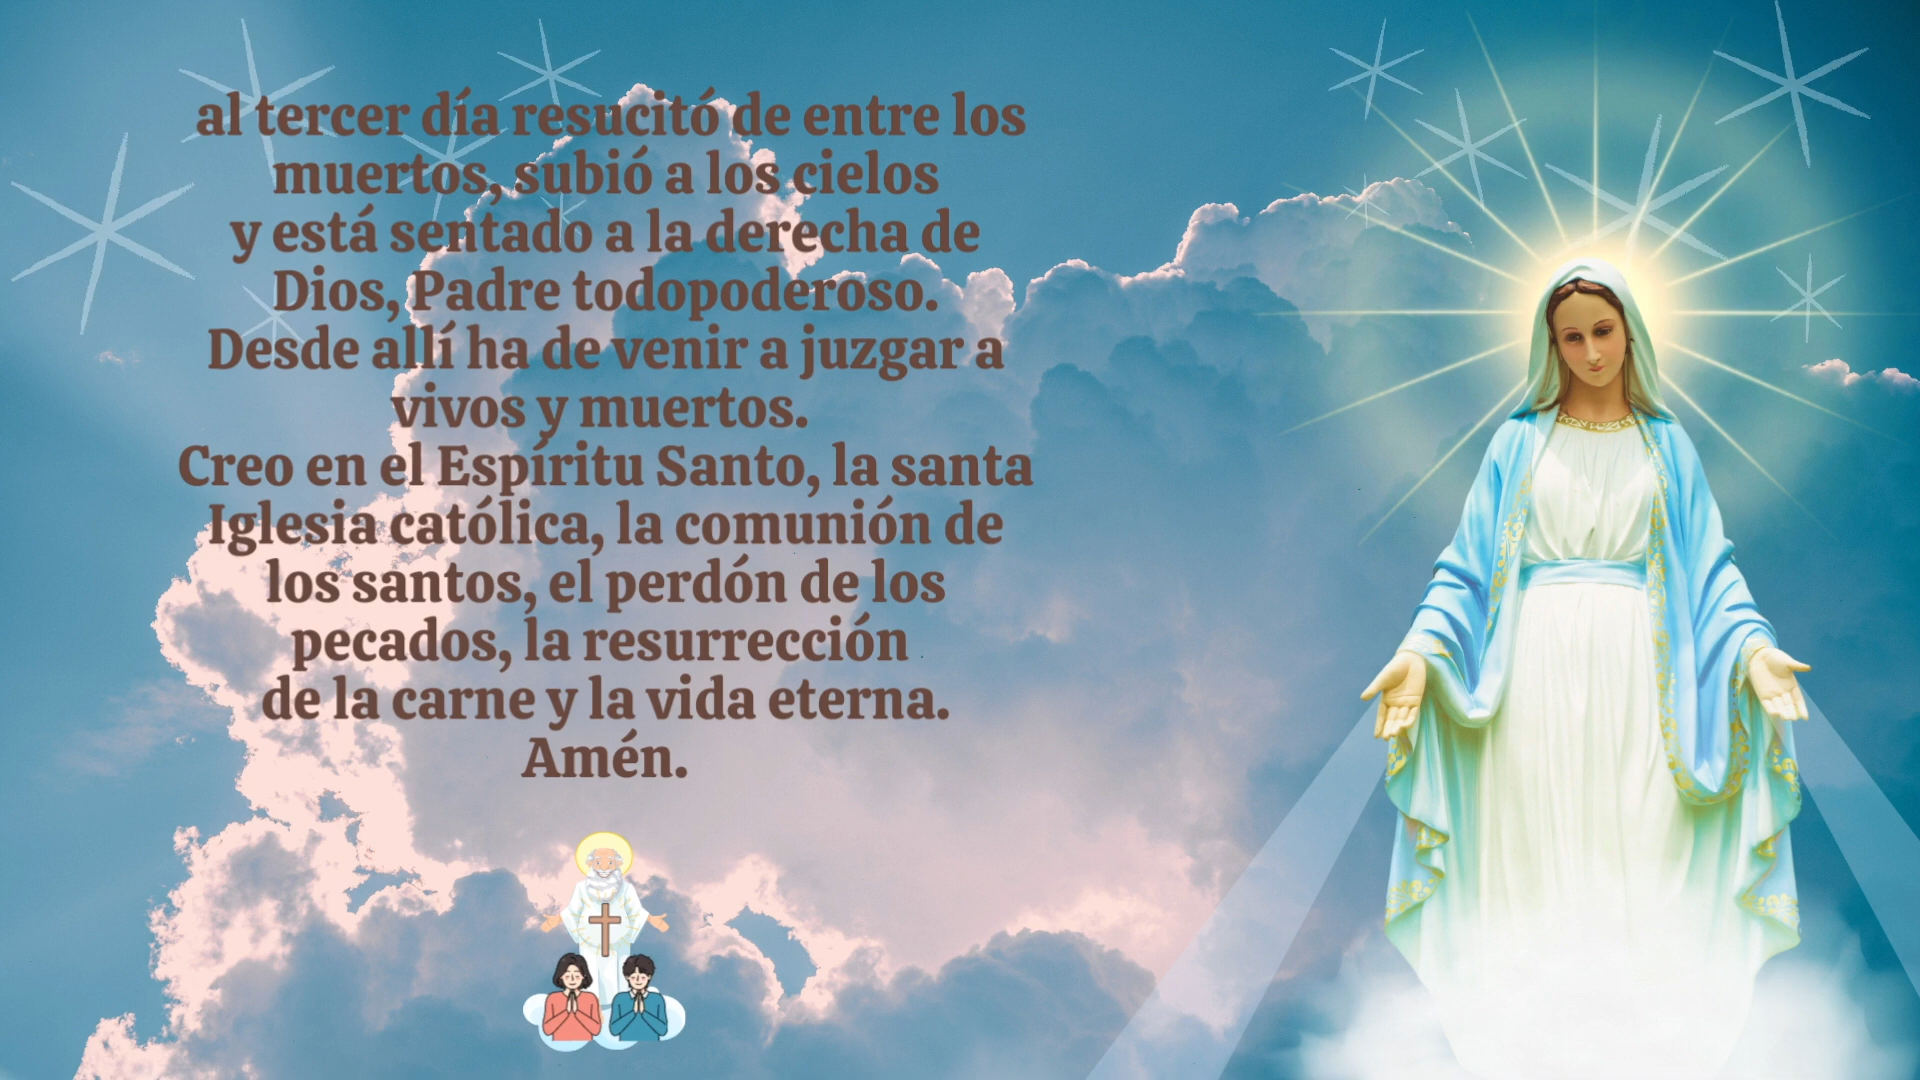 al tercer día resucitó de entre los
muertos, subió a los cielos
y está sentado a la derecha de
Dios, Padre todopoderoso.
Desde allí ha de venir a juzgar a
vivos y muertos.
Creo en el Espíritu Santo, la santa
Iglesia católica, la comunión de
los santos, el perdón de los
pecados, la resurrección
de la carne y la vida eterna.
Amén.